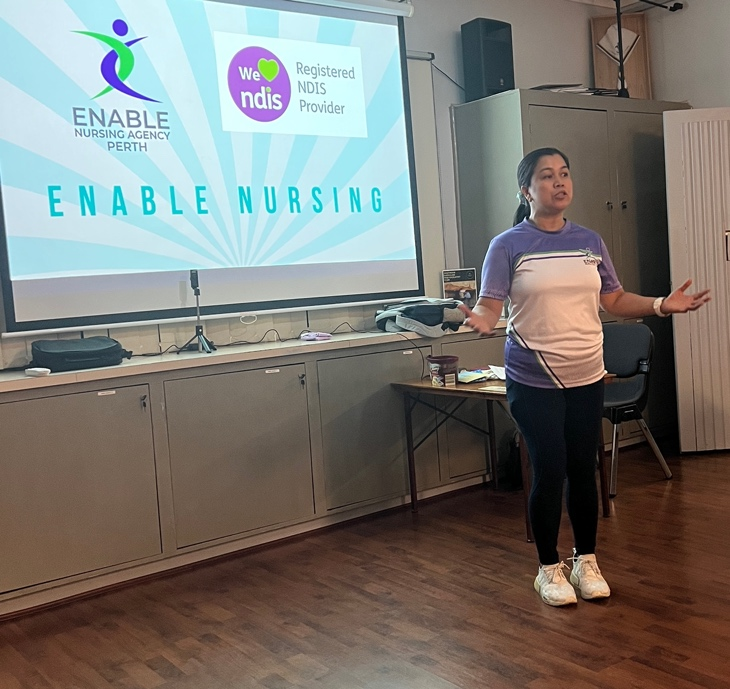 ENABLE
NURSING AGENCY
PERTH
We
ndis
Registered
NDIS
Provider
ENABLE NURSING